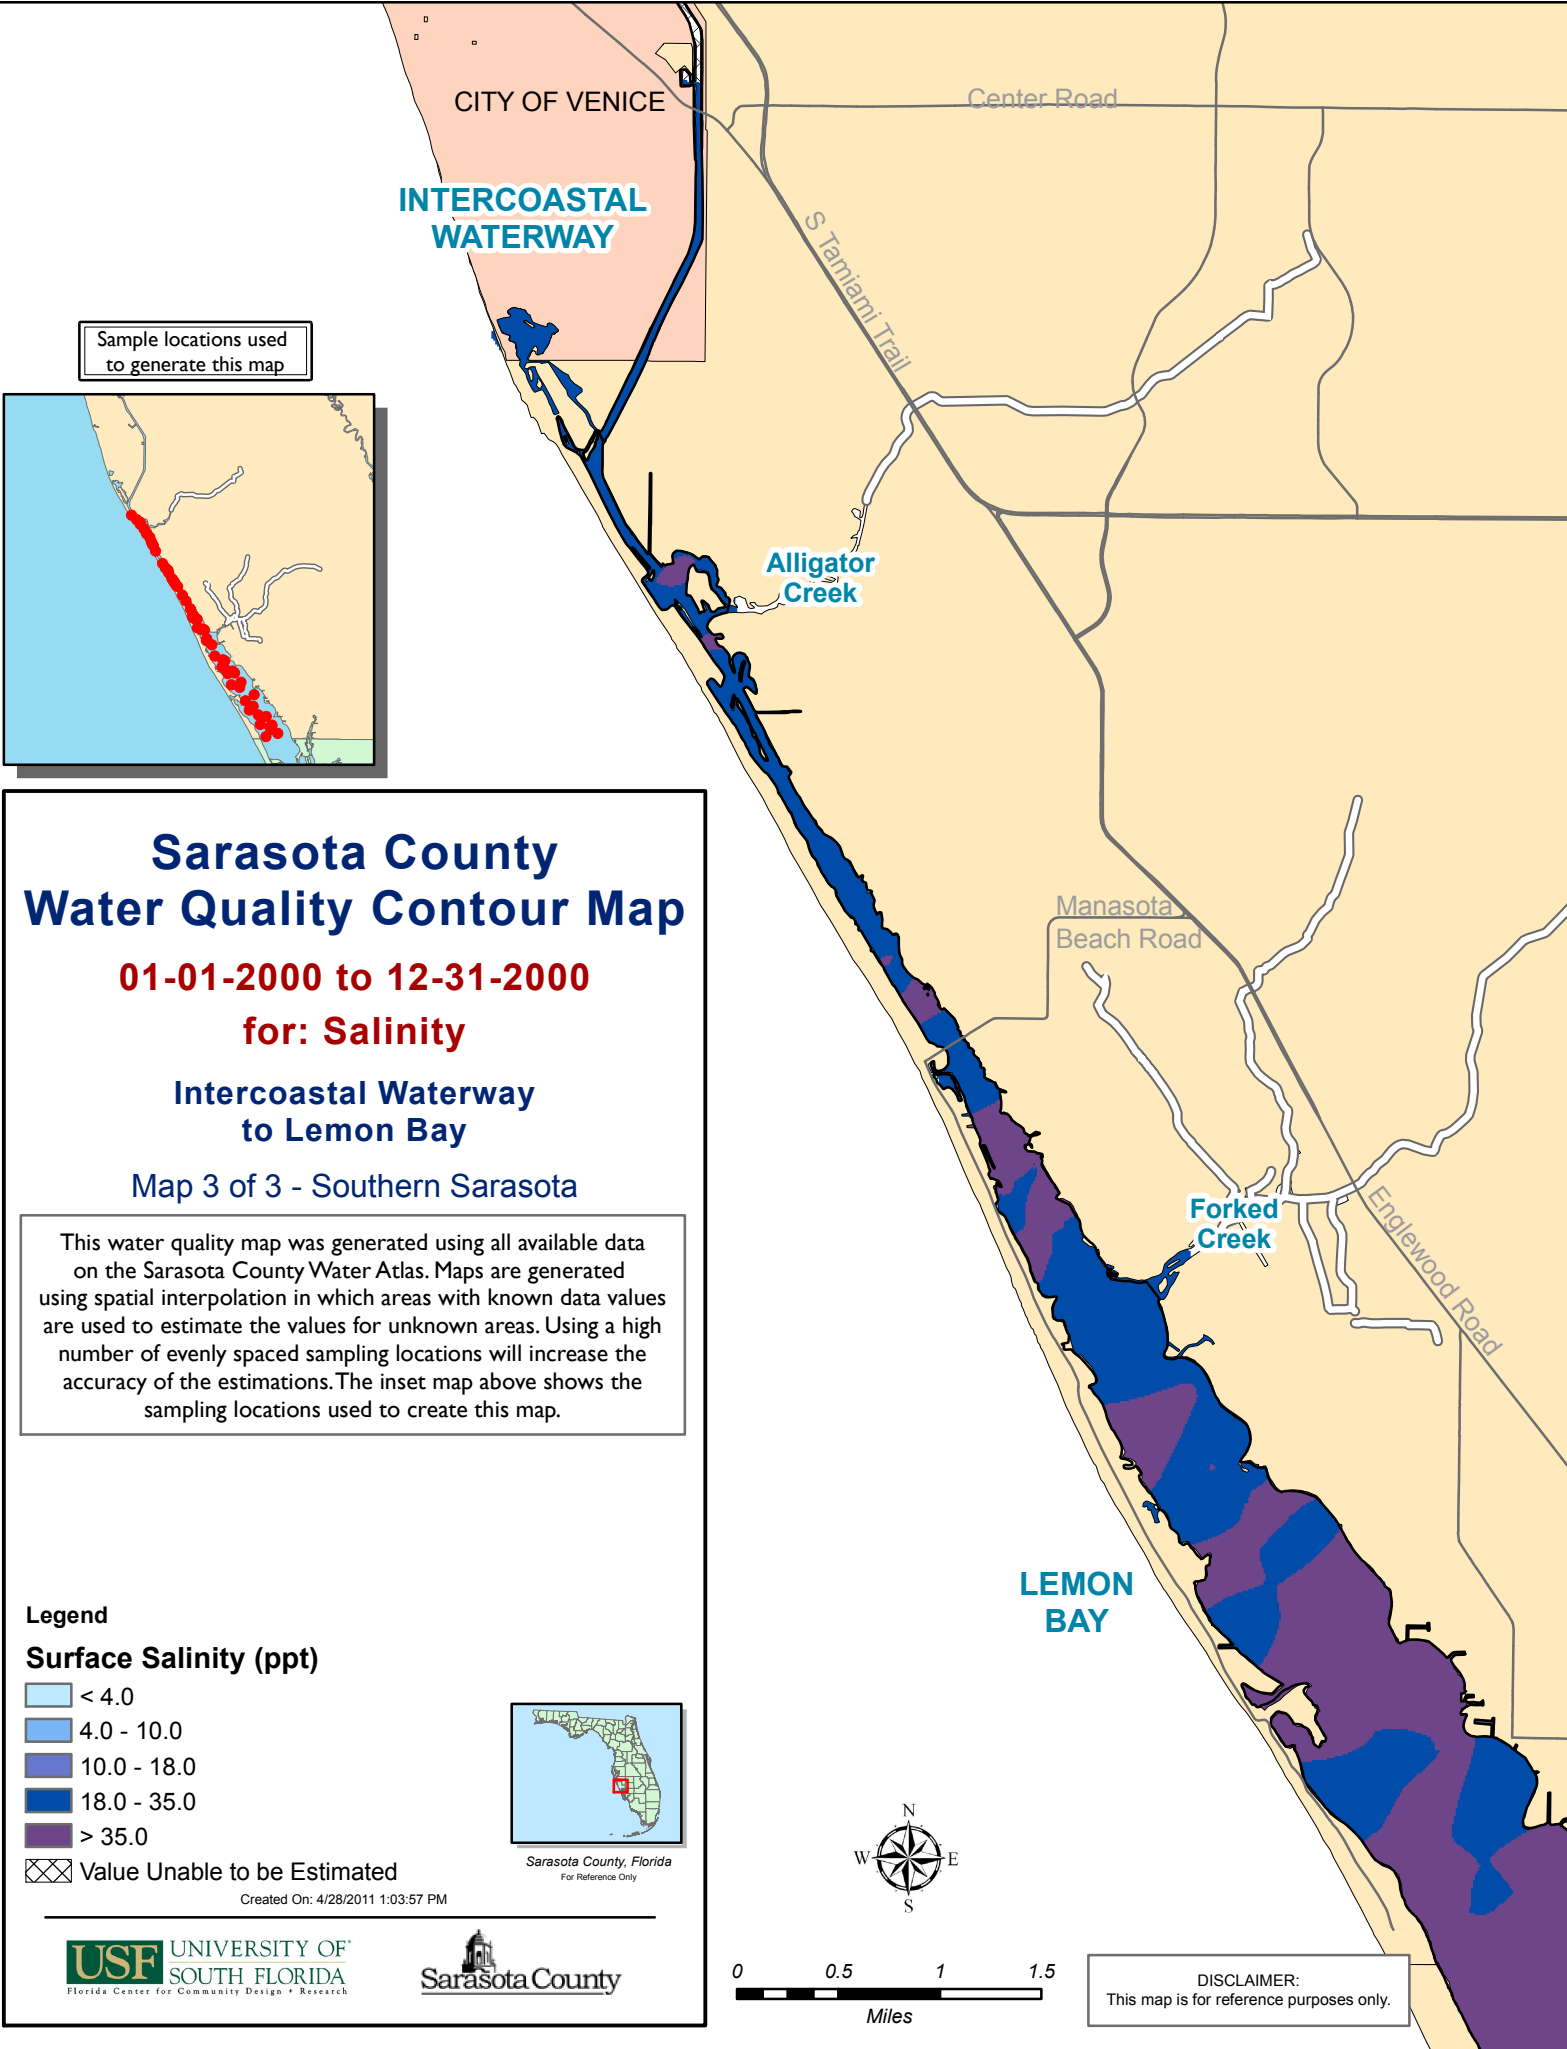 CITY OF VENICE
Center Road
INTERCOASTAL
WATERWAY
S Tamiami Trail
Sample locations used
to generate this map
Alligator
Creek
Sarasota County
Water Quality Contour Map
01-01-2000 to 12-31-2000
for: Salinity
Intercoastal Waterway
to Lemon Bay
Map 3 of 3 - Southern Sarasota
This water quality map was generated using all available data
on the Sarasota County Water Atlas. Maps are generated
using spatial interpolation in which areas with known data values
are used to estimate the values for unknown areas. Using a high
number of evenly spaced sampling locations will increase the
accuracy of the estimations. The inset map above shows the
sampling locations used to create this map.
Manasota
Beach Road
Forked
Creek
Englewood Road
LEMON
BAY
Legend
Surface Salinity (ppt)
< 4.0
4.0 - 10.0
10.0 - 18.0
18.0 - 35.0
> 35.0
Value Unable to be Estimated
Sarasota County, Florida
For Reference Only
Created On: 4/28/2011 1:03:57 PM
USF UNIVERSITY OF
SOUTH FLORIDA
Florida Center for Community Design + Research
Sarasota County
N
W E
S
0 0.5 1 1.5
Miles
DISCLAIMER:
This map is for reference purposes only.